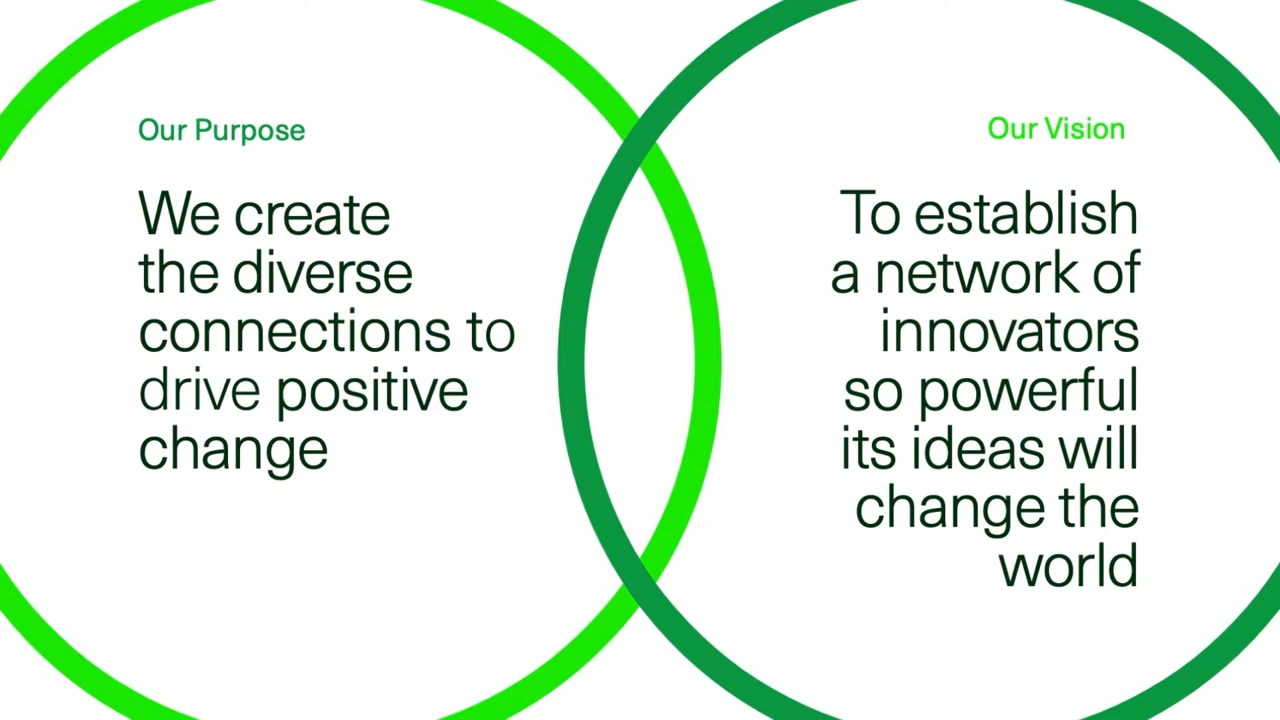 Our Purpose
We create
the diverse
connections to
drive positive
change
Our Vision
To establish
a network of
innovators
so powerful
its ideas will
change the
world